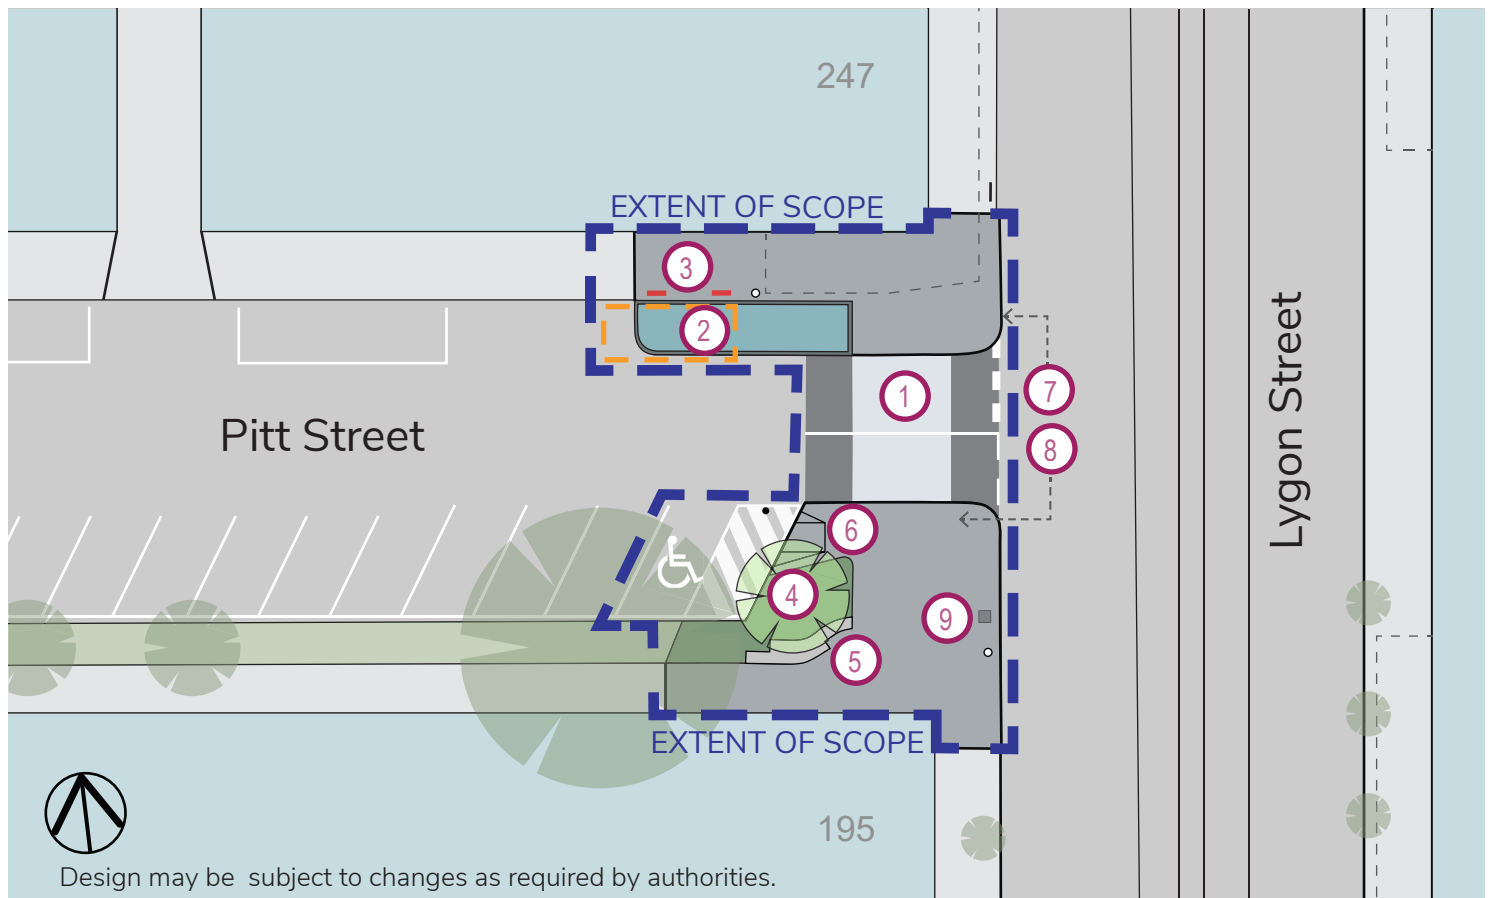 247
EXTENT OF SCOPE
3
2
1
7
Pitt Street
8
Lygon Street
6
4
9
5
EXTENT OF SCOPE
195
Design may be  subject to changes as required by authorities.